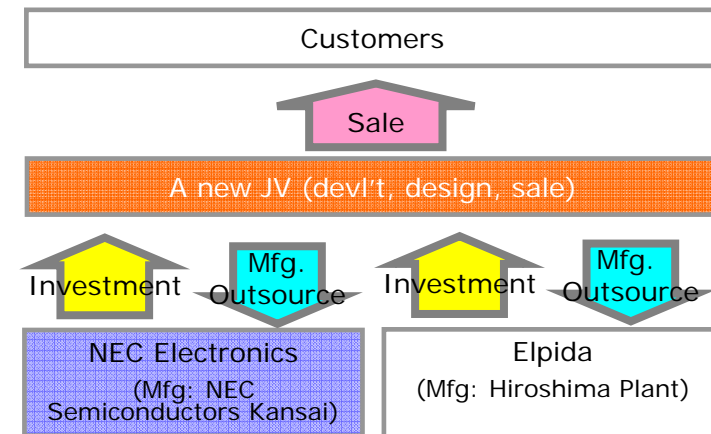 Customers
Sale
A new JV (devl't, design, sale)
Investment
Mfg.
Outsource
Investment
Mfg.
Outsource
NEC Electronics
(Mfg: NEC
Semiconductors Kansai)
Elpida
(Mfg: Hiroshima Plant)